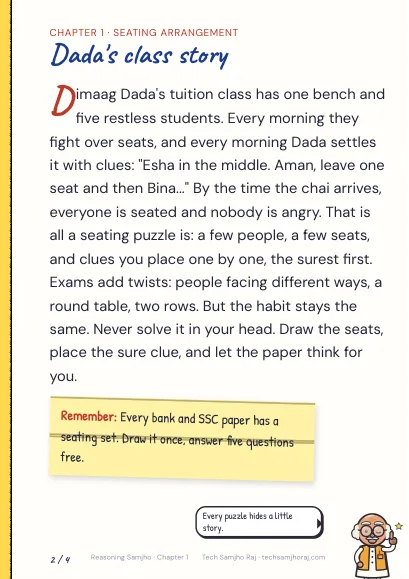 CHAPTER 1 · SEATING ARRANGEMENT
Dada's class story
Dimaag Dada's tuition class has one bench and
five restless students. Every morning they
fight over seats, and every morning Dada settles
it with clues: "Esha in the middle. Aman, leave one
seat and then Bina..." By the time the chai arrives,
everyone is seated and nobody is angry. That is
all a seating puzzle is: a few people, a few seats,
and clues you place one by one, the surest first.
Exams add twists: people facing different ways, a
round table, two rows. But the habit stays the
same. Never solve it in your head. Draw the seats,
place the sure clue, and let the paper think for
you.
Remember: Every bank and SSC paper has a
seating set. Draw it once, answer five questions
free.
Every puzzle hides a little
story.
2 / 4 Reasoning Samjho · Chapter 1 Tech Samjho Raj · techsamjhoraj.com